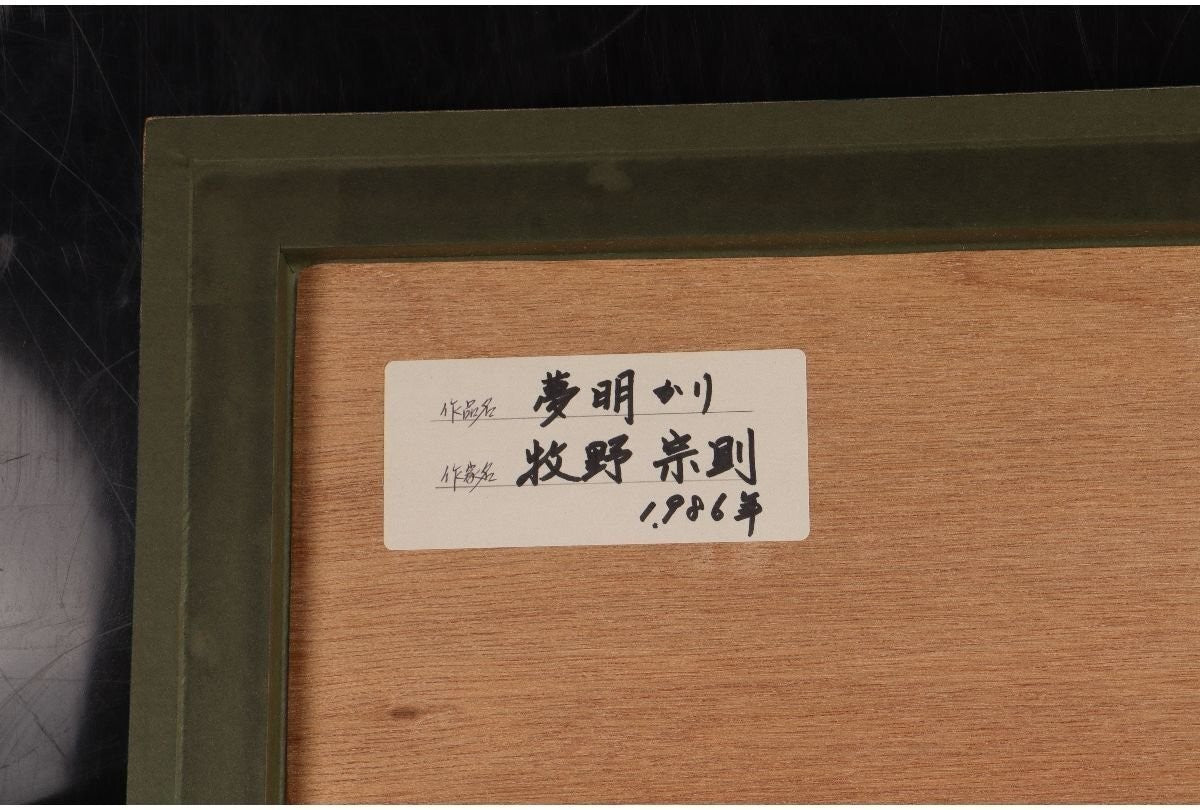 作品名 夢明かり
作家名 牧野宗則
1986年